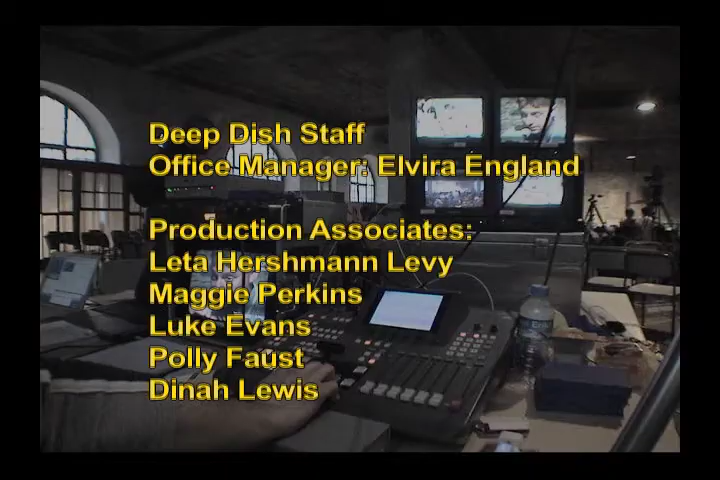 Deep Dish Staff
Office Manager: Elvira England
Production Associates:
Leta Hershmann Levy
Maggie Perkins
Luke Evans
Polly Faust
Dinah Lewis